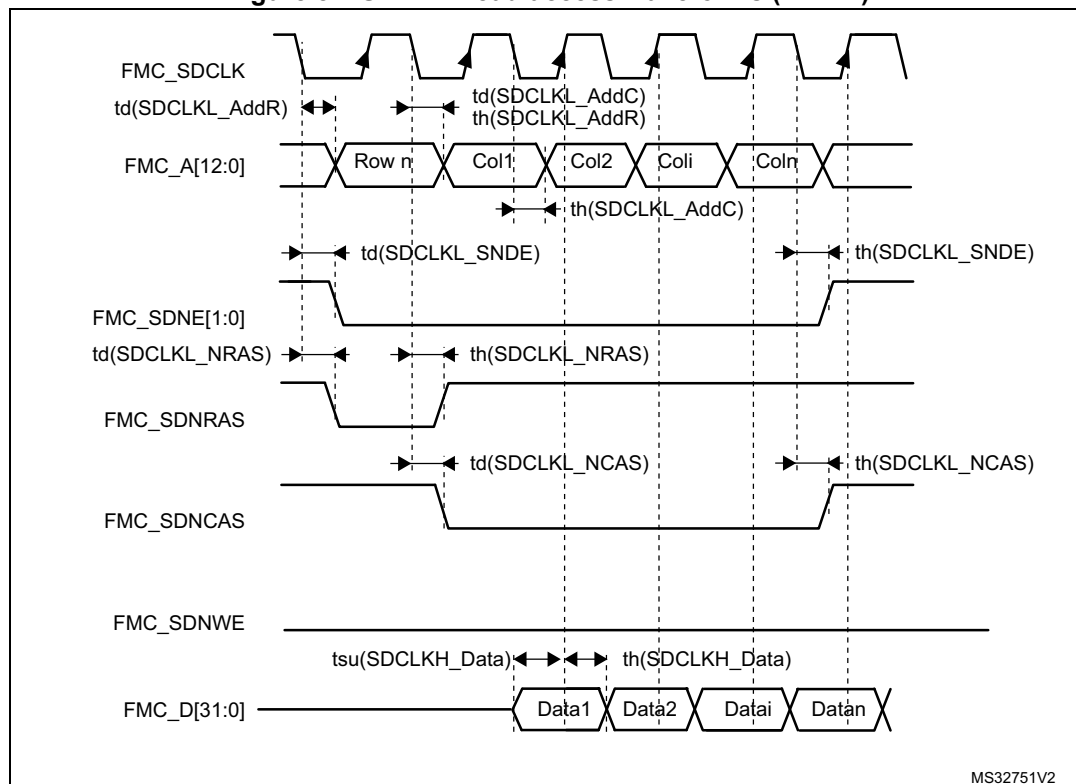 FMC_SDCLK
td(SDCLKL_AddR)
td(SDCLKL_AddC)
th(SDCLKL_AddR)
FMC_A[12:0]
Row n
Col1
Col2
Coli
Coln
th(SDCLKL_AddC)
td(SDCLKL_SNDE)
th(SDCLKL_SNDE)
FMC_SDNE[1:0]
td(SDCLKL_NRAS)
th(SDCLKL_NRAS)
FMC_SDNRAS
td(SDCLKL_NCAS)
th(SDCLKL_NCAS)
FMC_SDNCAS
FMC_SDNWE
tsu(SDCLKH_Data)
th(SDCLKH_Data)
FMC_D[31:0]
Data1
Data2
Datai
Datan
MS32751V2